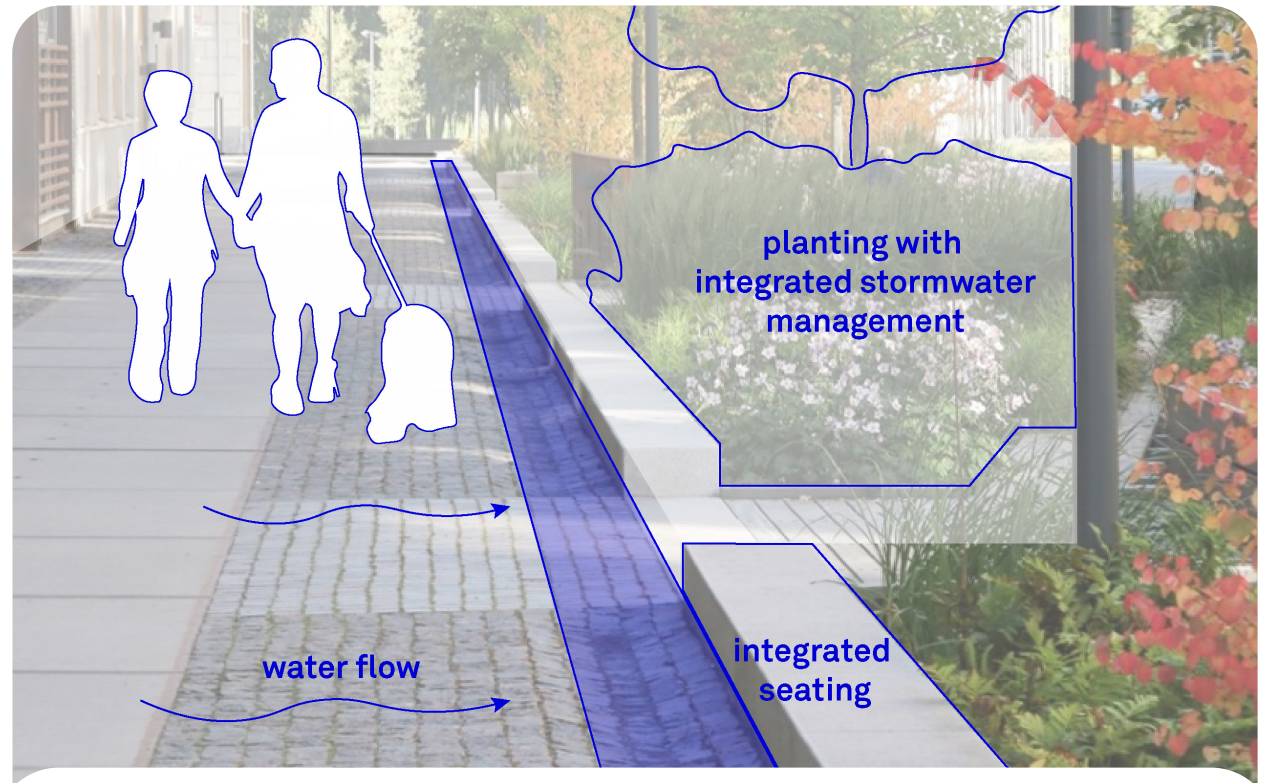 planting with
integrated stormwater
management
integrated
seating
water flow